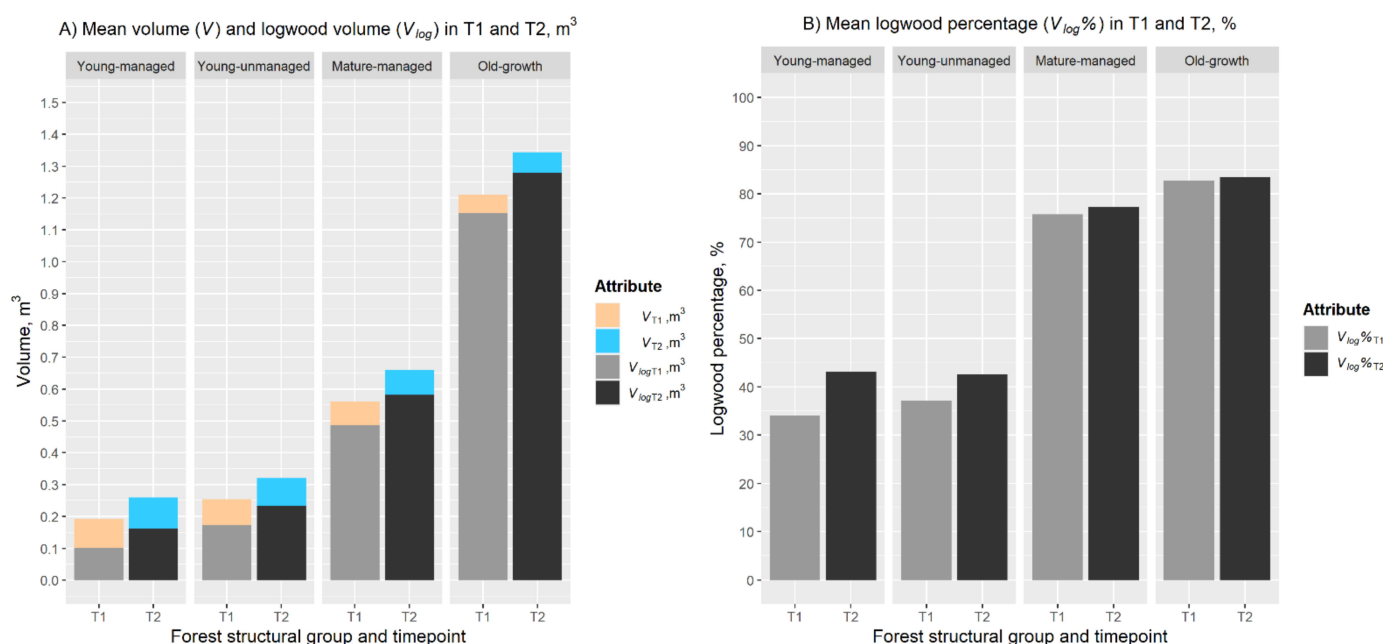 A) Mean volume (V) and logwood volume (Vlog) in T1 and T2, m³
Young-managed Young-unmanaged Mature-managed Old-growth
1.5
1.4
1.3
1.2
1.1
1.0
0.9
0.8
0.7
0.6
0.5
0.4
0.3
0.2
0.1
0.0
Volume, m³
T1 T2 T1 T2 T1 T2 T1 T2
Forest structural group and timepoint
Attribute
VT1 ,m³
VT2 ,m³
VlogT1 ,m³
VlogT2 ,m³
B) Mean logwood percentage (Vlog%) in T1 and T2, %
Young-managed Young-unmanaged Mature-managed Old-growth
100
90
80
70
60
50
40
30
20
10
0
Logwood percentage, %
T1 T2 T1 T2 T1 T2 T1 T2
Forest structural group and timepoint
Attribute
Vlog%T1
Vlog%T2